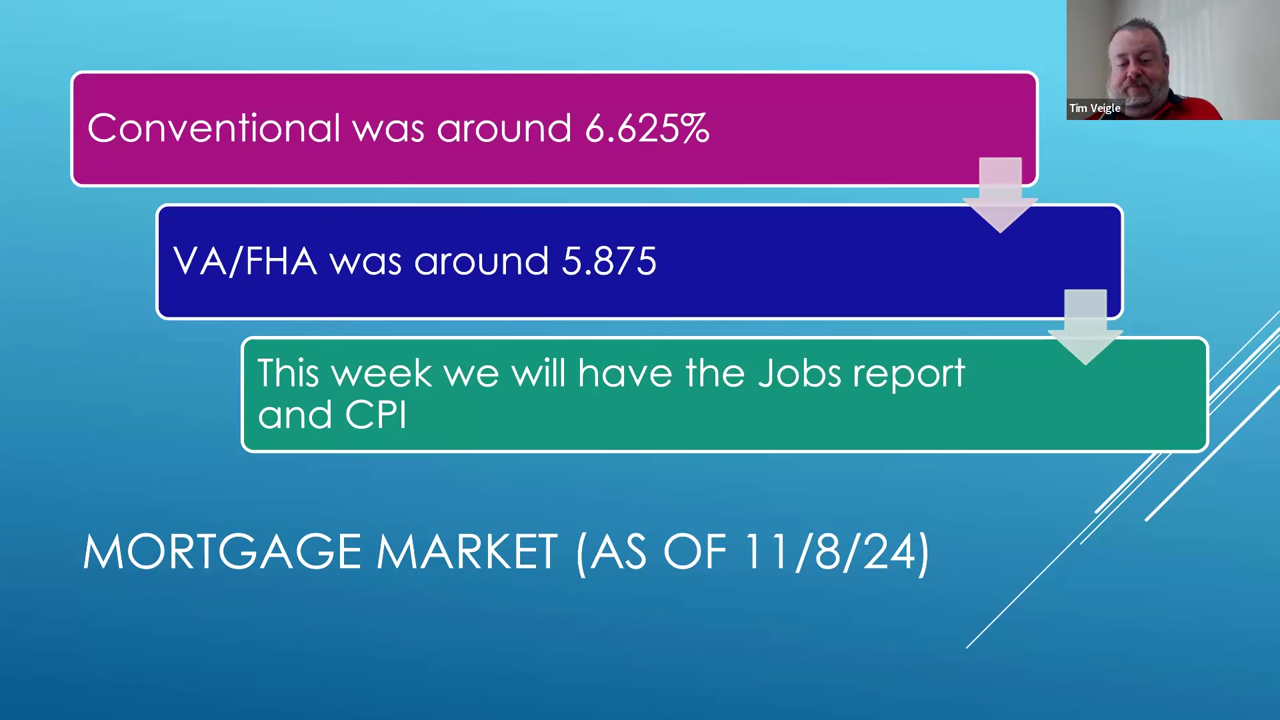 Conventional was around 6.625%
Tim Veigle
VA/FHA was around 5.875
This week we will have the Jobs report
and CPI
MORTGAGE MARKET (AS OF 11/8/24)